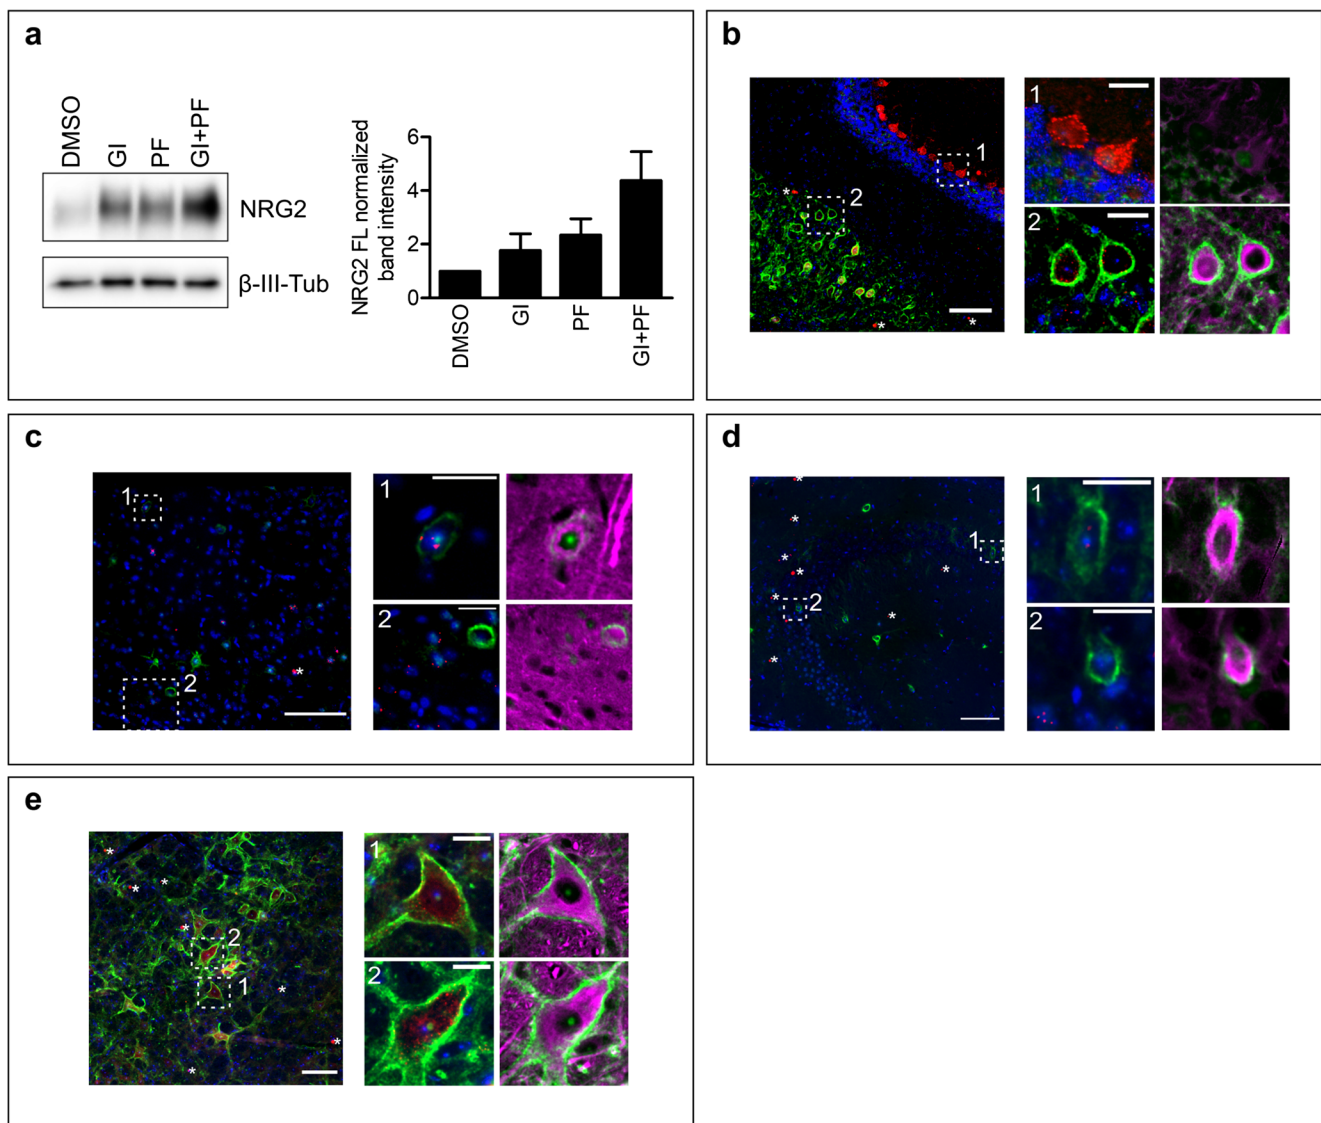 a
DMSO
GI
PF
GI+PF
NRG2
β-III-Tub
NRG2 FL normalized
band intensity
6
4
2
0
DMSO
GI
PF
GI+PF
b
1
2
*
*
*
1
2
c
1
2
*
1
2
d
*
*
*
*
*
*
*
*
1
2
1
2
e
*
*
*
*
*
*
*
2
1
1
2